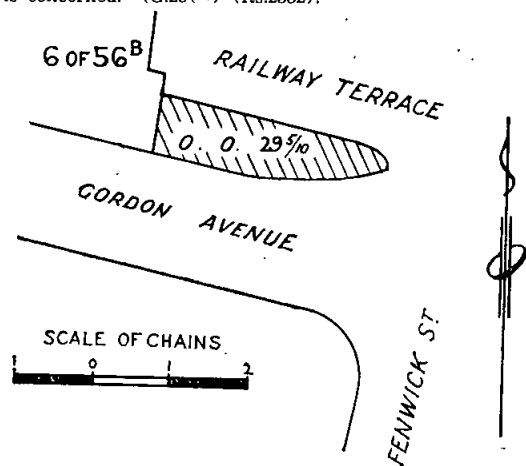 6 OF 56ᴮ
RAILWAY TERRACE
0. 0. 29 5/10
GORDON AVENUE
SCALE OF CHAINS
1 0 1 2
FENWICK ST.